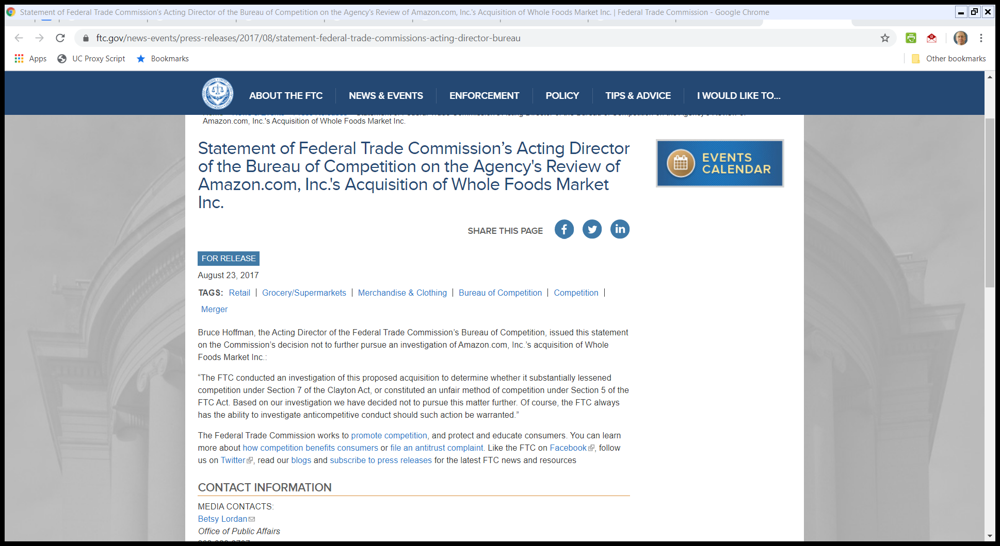 Statement of Federal Trade Commission's Acting Director of the Bureau of Competition on the Agency's Review of Amazon.com, Inc.'s Acquisition of Whole Foods Market Inc. | Federal Trade Commission - Google Chrome
ftc.gov/news-events/press-releases/2017/08/statement-federal-trade-commissions-acting-director-bureau
Apps UC Proxy Script Bookmarks Other bookmarks
ABOUT THE FTC NEWS & EVENTS ENFORCEMENT POLICY TIPS & ADVICE I WOULD LIKE TO...
Amazon.com, Inc.'s Acquisition of Whole Foods Market Inc.
Statement of Federal Trade Commission’s Acting Director
of the Bureau of Competition on the Agency's Review of
Amazon.com, Inc.'s Acquisition of Whole Foods Market
Inc.
EVENTS
CALENDAR
SHARE THIS PAGE
FOR RELEASE
August 23, 2017
TAGS: Retail | Grocery/Supermarkets | Merchandise & Clothing | Bureau of Competition | Competition |
Merger
Bruce Hoffman, the Acting Director of the Federal Trade Commission’s Bureau of Competition, issued this statement
on the Commission’s decision not to further pursue an investigation of Amazon.com, Inc.’s acquisition of Whole
Foods Market Inc.:
“The FTC conducted an investigation of this proposed acquisition to determine whether it substantially lessened
competition under Section 7 of the Clayton Act, or constituted an unfair method of competition under Section 5 of the
FTC Act. Based on our investigation we have decided not to pursue this matter further. Of course, the FTC always
has the ability to investigate anticompetitive conduct should such action be warranted.”
The Federal Trade Commission works to promote competition, and protect and educate consumers. You can learn
more about how competition benefits consumers or file an antitrust complaint. Like the FTC on Facebook, follow
us on Twitter, read our blogs and subscribe to press releases for the latest FTC news and resources
CONTACT INFORMATION
MEDIA CONTACTS:
Betsy Lordan
Office of Public Affairs